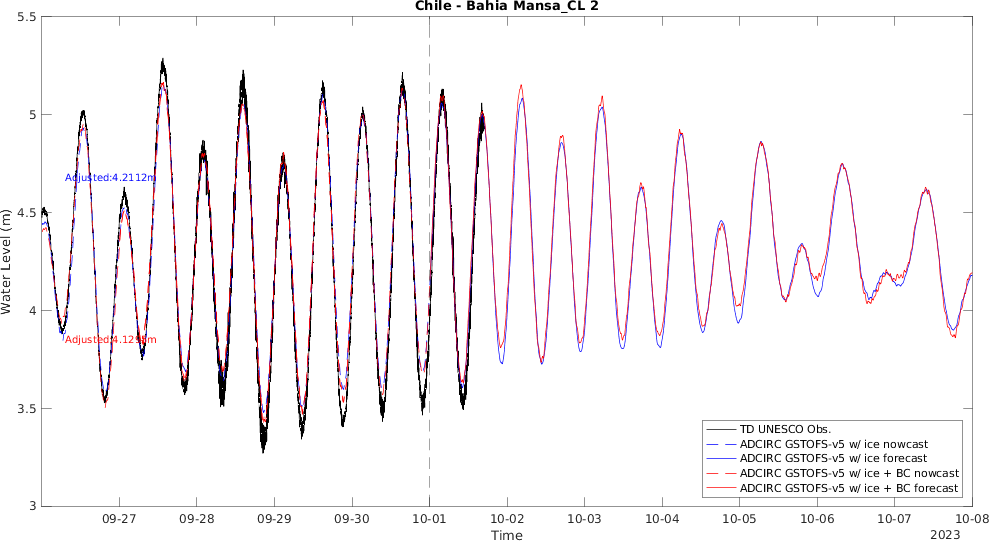 Chile - Bahia Mansa_CL 2
5.5
5
4.5
4
3.5
3
Water Level (m)
Adjusted:4.2112m
09-27
09-28
09-29
09-30
10-01
10-02
10-03
10-04
10-05
10-06
10-07
10-08
Time
2023
TD UNESCO Obs.
ADCIRC GSTOFS-v5 w/ ice nowcast
ADCIRC GSTOFS-v5 w/ ice forecast
ADCIRC GSTOFS-v5 w/ ice + BC nowcast
ADCIRC GSTOFS-v5 w/ ice + BC forecast